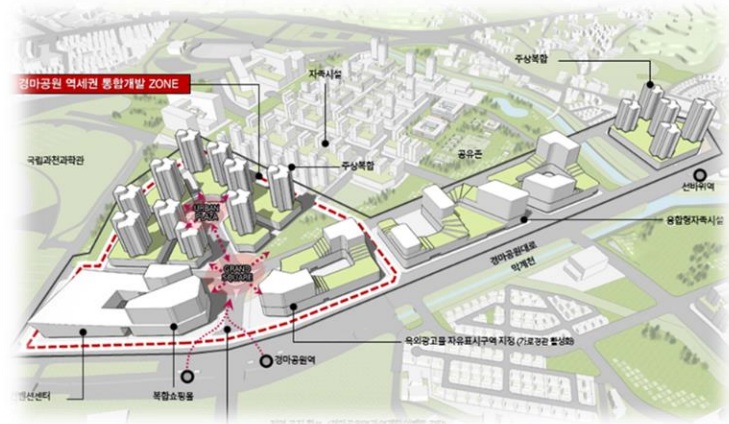 주상복합
자족시설
경마공원 역세권 통합개발 ZONE
국립과천과학관
주상복합
공유존
선바위역
URBAN
PLAZA
융합형자족시설
경마공원대로
막계천
GRAND
SQUARE
옥외광고물 자유표시구역 지정 (가로경관 활성화)
경마공원역
복합쇼핑몰
벤션센터